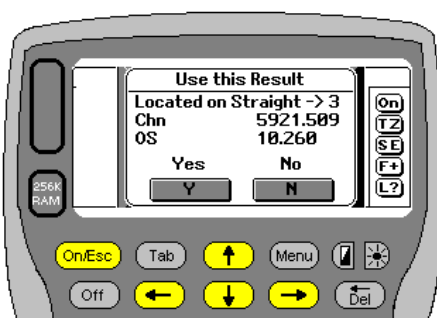 Use this Result
Located on Straight -> 3
Chn 5921.509
OS 10.260
Yes No
Y N
On
TZ
SE
F+
L?
256K
RAM
On/Esc Tab Menu
Off Del